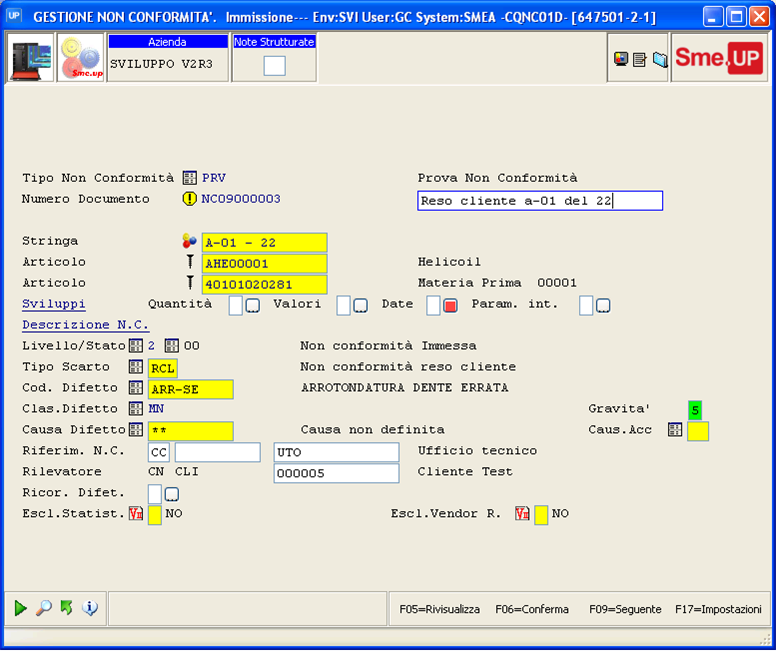 UP GESTIONE NON CONFORMITA'. Immissione--- Env:SVI User:GC System:SMEA -CQNC01D- [647501-2-1]
Sme.up
Azienda
SVILUPPO V2R3
Note Strutturate
Sme.UP
Tipo Non Conformità PRV Prova Non Conformità
Numero Documento NC09000003 Reso cliente a-01 del 22
Stringa A-01 - 22
Articolo AHE00001 Helicoil
Articolo 40101020281 Materia Prima 00001
Sviluppi Quantità Valori Date Param. int.
Descrizione N.C.
Livello/Stato 2 00 Non conformità Immessa
Tipo Scarto RCL Non conformità reso cliente
Cod. Difetto ARR-SE ARROTONDATURA DENTE ERRATA
Clas.Difetto MN Gravita' 5
Causa Difetto ** Causa non definita Caus.Acc
Riferim. N.C. CC UTO Ufficio tecnico
Rilevatore CN CLI 000005 Cliente Test
Ricor. Difet.
Escl.Statist. NO Escl.Vendor R. NO
F05=Rivisualizza F06=Conferma F09=Seguente F17=Impostazioni